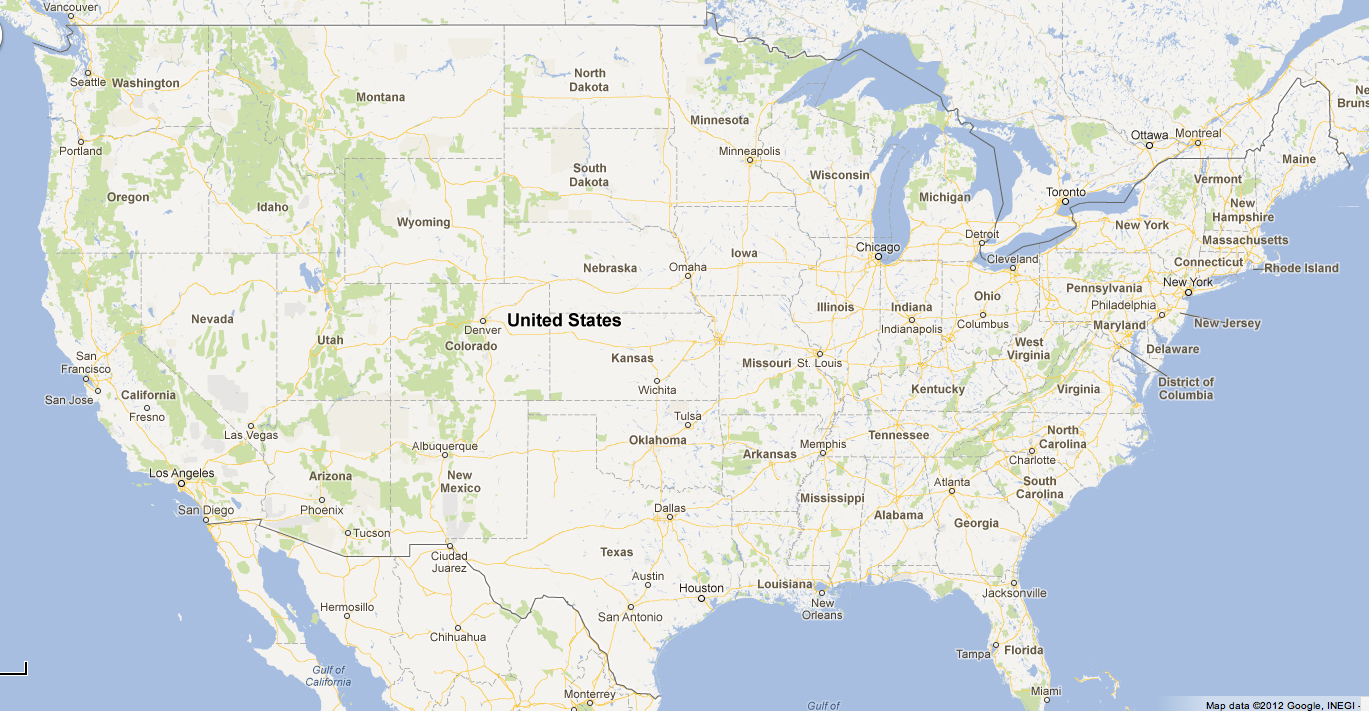 Vancouver
Seattle
Washington
Montana
North
Dakota
Minnesota
Ottawa
Montreal
Ne
Bruns
Portland
Minneapolis
Maine
Oregon
Idaho
South
Dakota
Wisconsin
Michigan
Toronto
Vermont
New
Hampshire
Wyoming
New York
Detroit
Massachusetts
Chicago
Cleveland
Connecticut
Rhode Island
Nebraska
Omaha
Iowa
Pennsylvania
New York
Nevada
Utah
Denver
Colorado
United States
Illinois
Indiana
Indianapolis
Ohio
Columbus
Philadelphia
Maryland
New Jersey
West
Virginia
Delaware
San
Francisco
San Jose
California
Fresno
Kansas
Wichita
Missouri
St. Louis
Kentucky
Virginia
District of
Columbia
Las Vegas
Tulsa
Oklahoma
Albuquerque
Arkansas
Memphis
Tennessee
North
Carolina
Charlotte
Los Angeles
San Diego
Arizona
Phoenix
Tucson
New
Mexico
Mississippi
Alabama
Atlanta
Georgia
South
Carolina
Dallas
Texas
Ciudad
Juarez
Austin
Houston
San Antonio
Louisiana
New
Orleans
Jacksonville
Hermosillo
Chihuahua
Gulf of
California
Monterrey
Tampa
Florida
Miami
Gulf of
Map data ©2012 Google, INEGI -